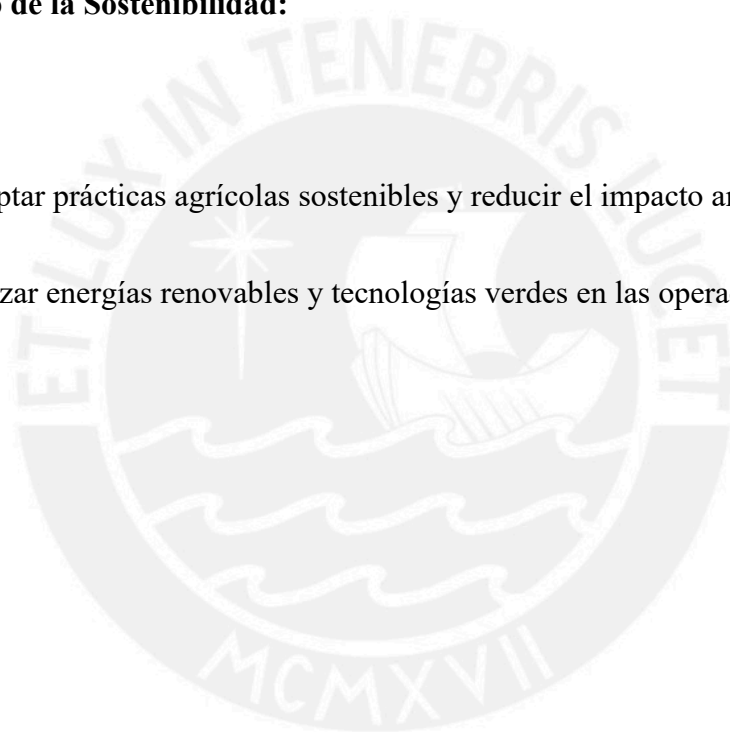 o de la Sostenibilidad:
ptar prácticas agrícolas sostenibles y reducir el impacto a
zar energías renovables y tecnologías verdes en las opera
ET LUX IN TENEBRIS LUCET
MCMXVII